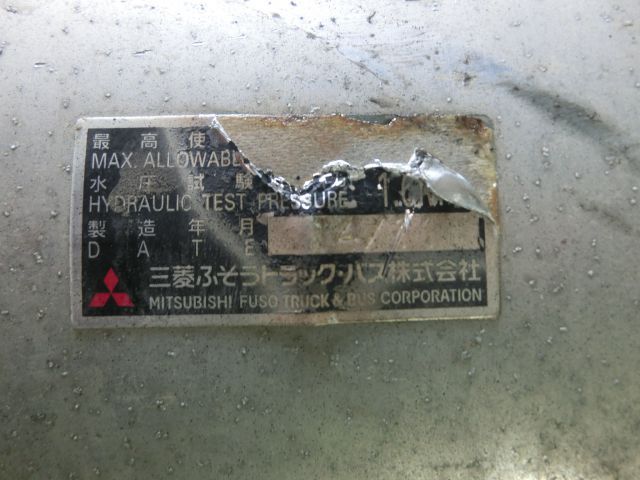 最高使
MAX. ALLOWABL
水圧試験
HYDRAULIC TEST PRESSURE
製造年月
DATE
三菱ふそうトラック・バス株式会社
MITSUBISHI FUSO TRUCK & BUS CORPORATION